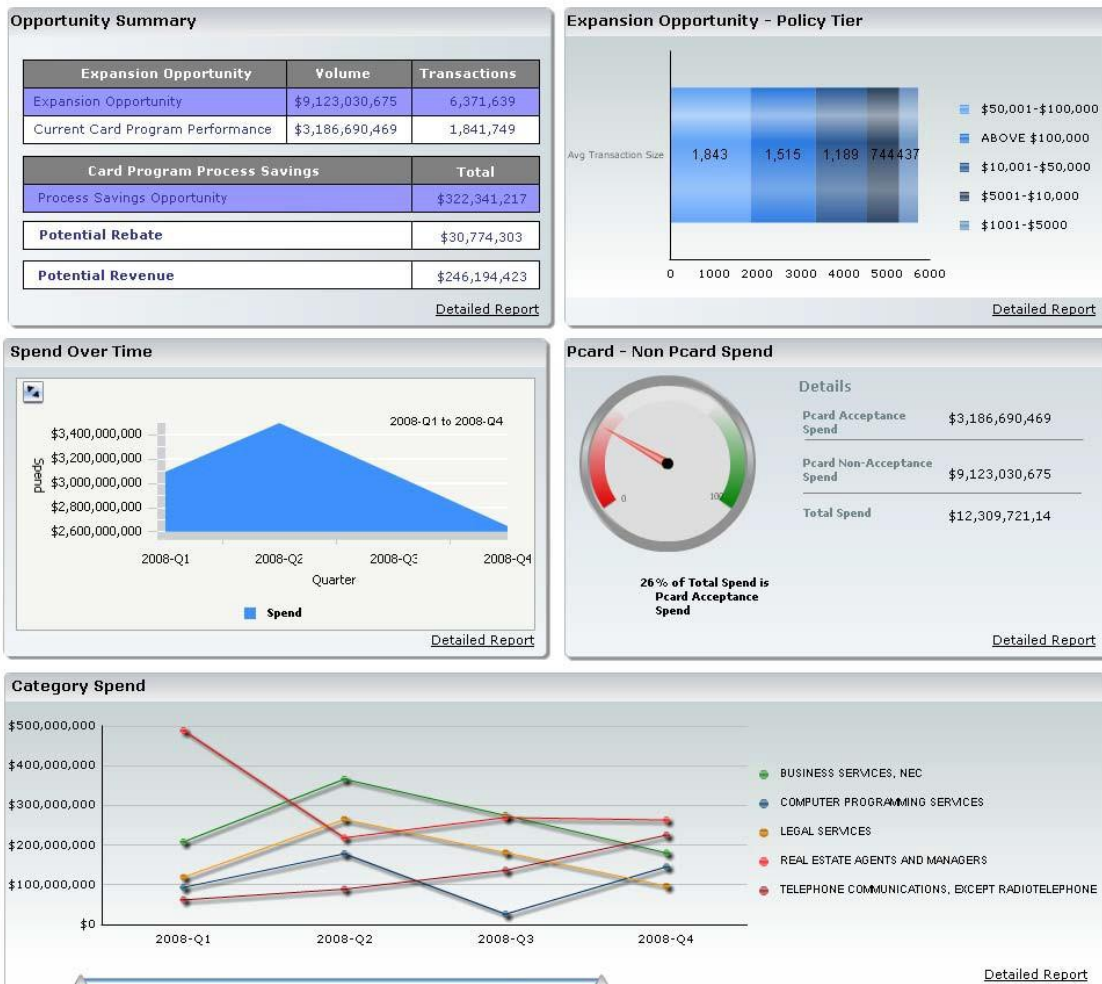 Opportunity Summary
Expansion Opportunity Volume Transactions
Expansion Opportunity $9,123,030,675 6,371,639
Current Card Program Performance $3,186,690,469 1,841,749
Card Program Process Savings Total
Process Savings Opportunity $322,341,217
Potential Rebate $30,774,303
Potential Revenue $246,194,423
Detailed Report
Expansion Opportunity - Policy Tier
Avg Transaction Size 1,843 1,515 1,189 744 437
0 1000 2000 3000 4000 5000 6000
$50,001-$100,000
ABOVE $100,000
$10,001-$50,000
$5001-$10,000
$1001-$5000
Detailed Report
Spend Over Time
2008-Q1 to 2008-Q4
Spend
$3,400,000,000
$3,200,000,000
$3,000,000,000
$2,800,000,000
$2,600,000,000
2008-Q1 2008-Q2 2008-Q3 2008-Q4
Quarter
Spend
Detailed Report
Pcard - Non Pcard Spend
0 100
26% of Total Spend is
Pcard Acceptance
Spend
Details
Pcard Acceptance
Spend $3,186,690,469
Pcard Non-Acceptance
Spend $9,123,030,675
Total Spend $12,309,721,14
Detailed Report
Category Spend
$500,000,000
$400,000,000
$300,000,000
$200,000,000
$100,000,000
$0
2008-Q1 2008-Q2 2008-Q3 2008-Q4
BUSINESS SERVICES, NEC
COMPUTER PROGRAMMING SERVICES
LEGAL SERVICES
REAL ESTATE AGENTS AND MANAGERS
TELEPHONE COMMUNICATIONS, EXCEPT RADIOTELEPHONE
Detailed Report